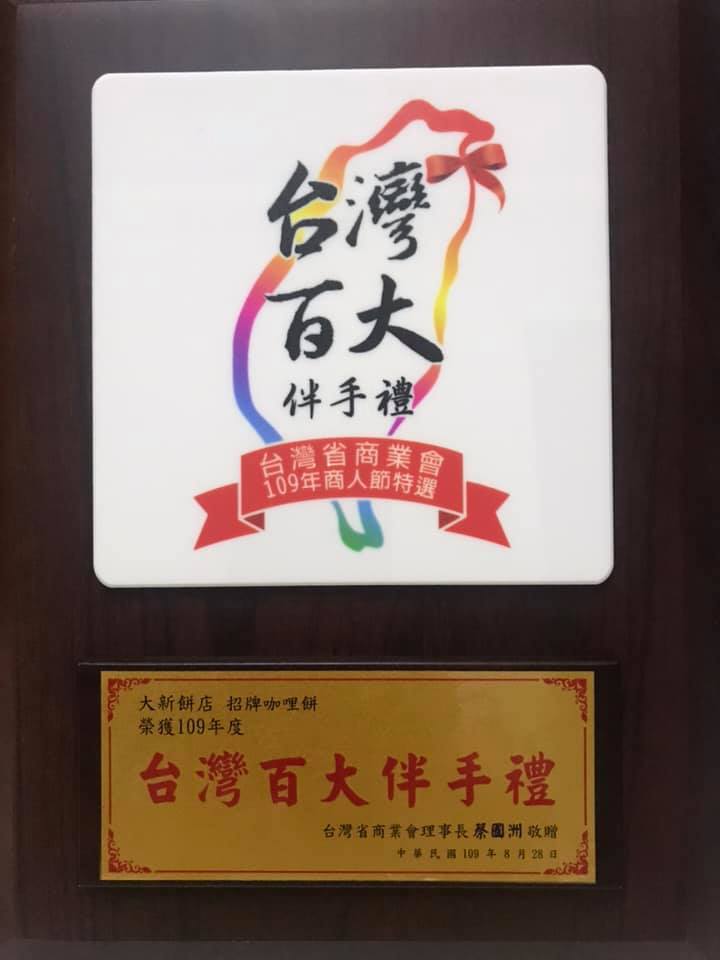 台灣
百大
伴手禮
台灣省商業會
109年商人節特選
大新餅店 招牌咖哩餅
榮獲109年度
台灣百大伴手禮
台灣省商業會理事長 蔡圖洲 敬贈
中華民國109年8月28日